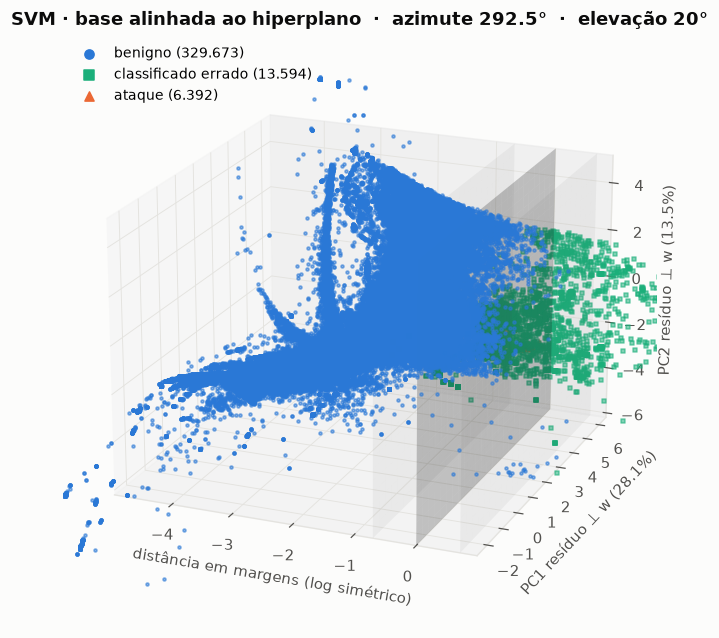 SVM · base alinhada ao hiperplano · azimute 292.5° · elevação 20°
benigno (329.673)
classificado errado (13.594)
ataque (6.392)
4
2
0
−2
−4
−6
PC2 resíduo ⊥ w (13.5%)
6
5
4
3
2
1
0
−1
−2
PC1 resíduo ⊥ w (28.1%)
−4
−3
−2
−1
0
distância em margens (log simétrico)